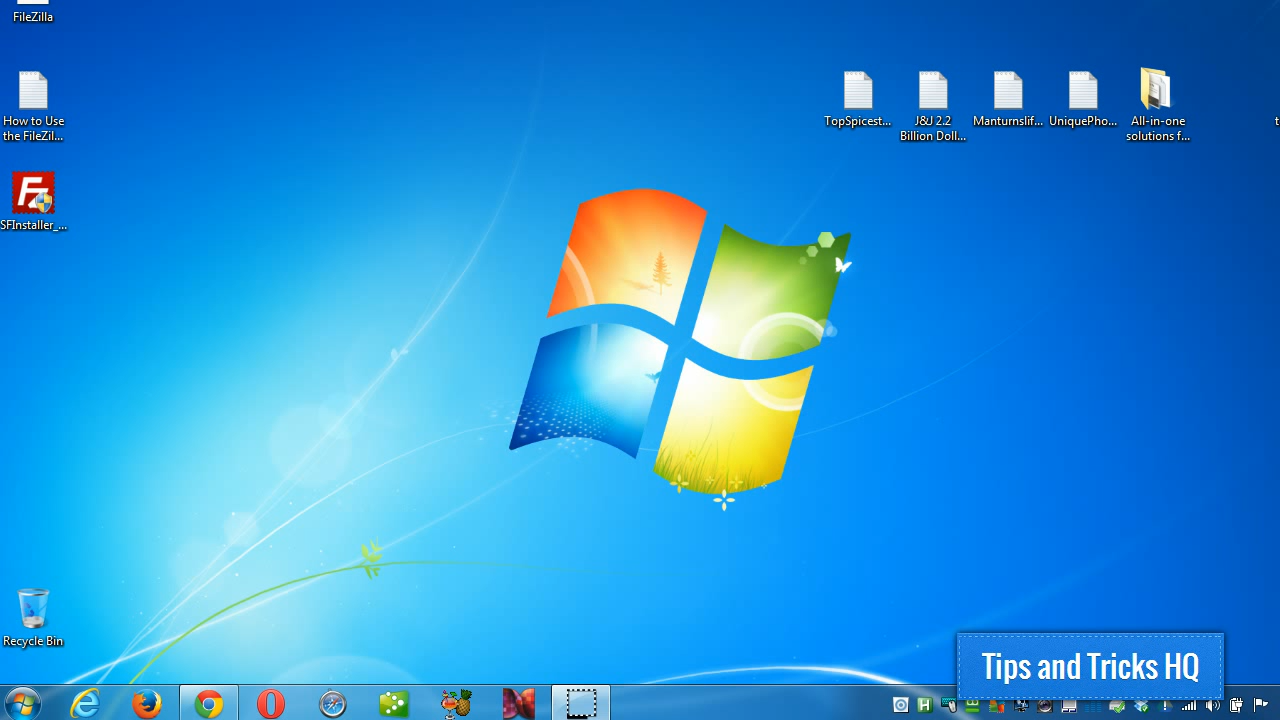 FileZilla
How to Use
the FileZil...
SFInstaller_...
TopSpicest...
J&J 2.2
Billion Doll...
Manturnslif...
UniquePho...
All-in-one
solutions f...
Recycle Bin
Tips and Tricks HQ